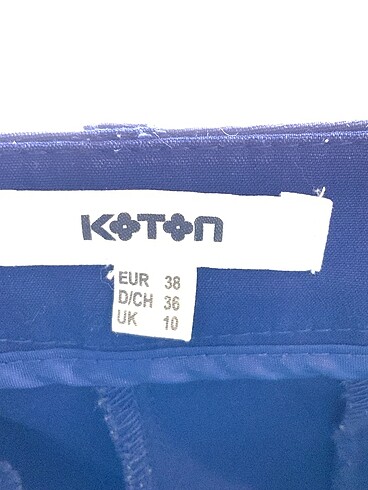 KOTON
EUR 38
D/CH 36
UK 10